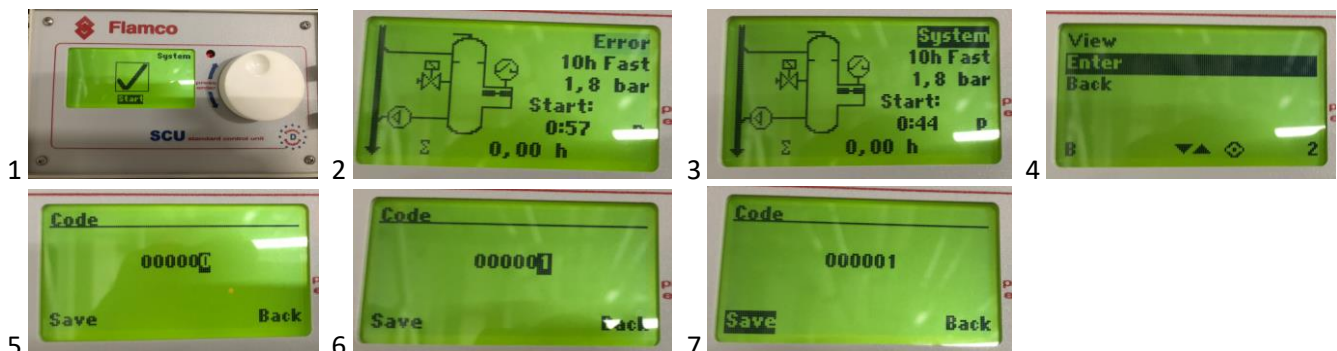 Flamco
System
Start
SCU standard control unit
D
1
Error
10h Fast
1,8 bar
Start:
0:57
Σ 0,00 h
2
System
10h Fast
1,8 bar
Start:
0:44 P
Σ 0,00 h
3
View
Enter
Back
B 2
4
Code
000000
Save Back
5
Code
000001
Save Back
6
Code
000001
Save Back
7